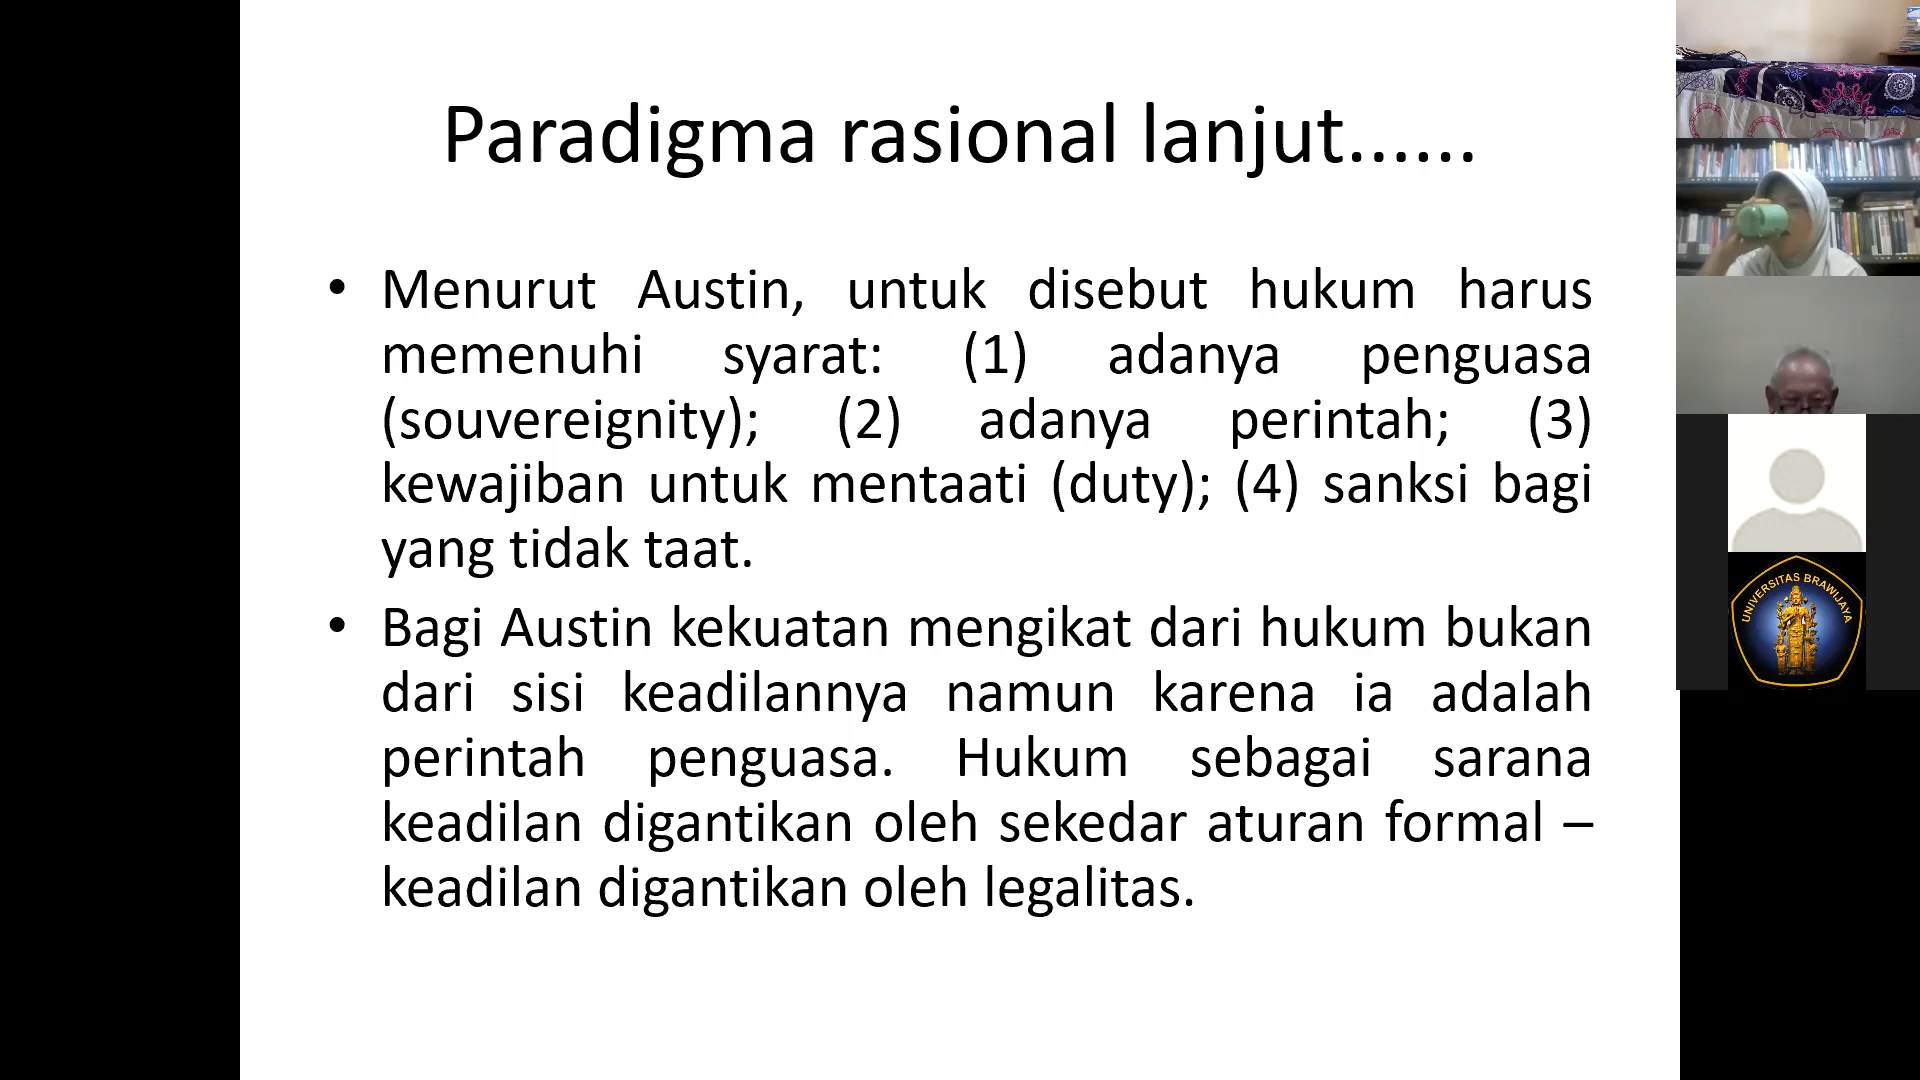 Paradigma rasional lanjut......
• Menurut Austin, untuk disebut hukum harus
memenuhi syarat: (1) adanya penguasa
(souvereignity); (2) adanya perintah; (3)
kewajiban untuk mentaati (duty); (4) sanksi bagi
yang tidak taat.
• Bagi Austin kekuatan mengikat dari hukum bukan
dari sisi keadilannya namun karena ia adalah
perintah penguasa. Hukum sebagai sarana
keadilan digantikan oleh sekedar aturan formal –
keadilan digantikan oleh legalitas.
UNIVERSITAS BRAWIJAYA